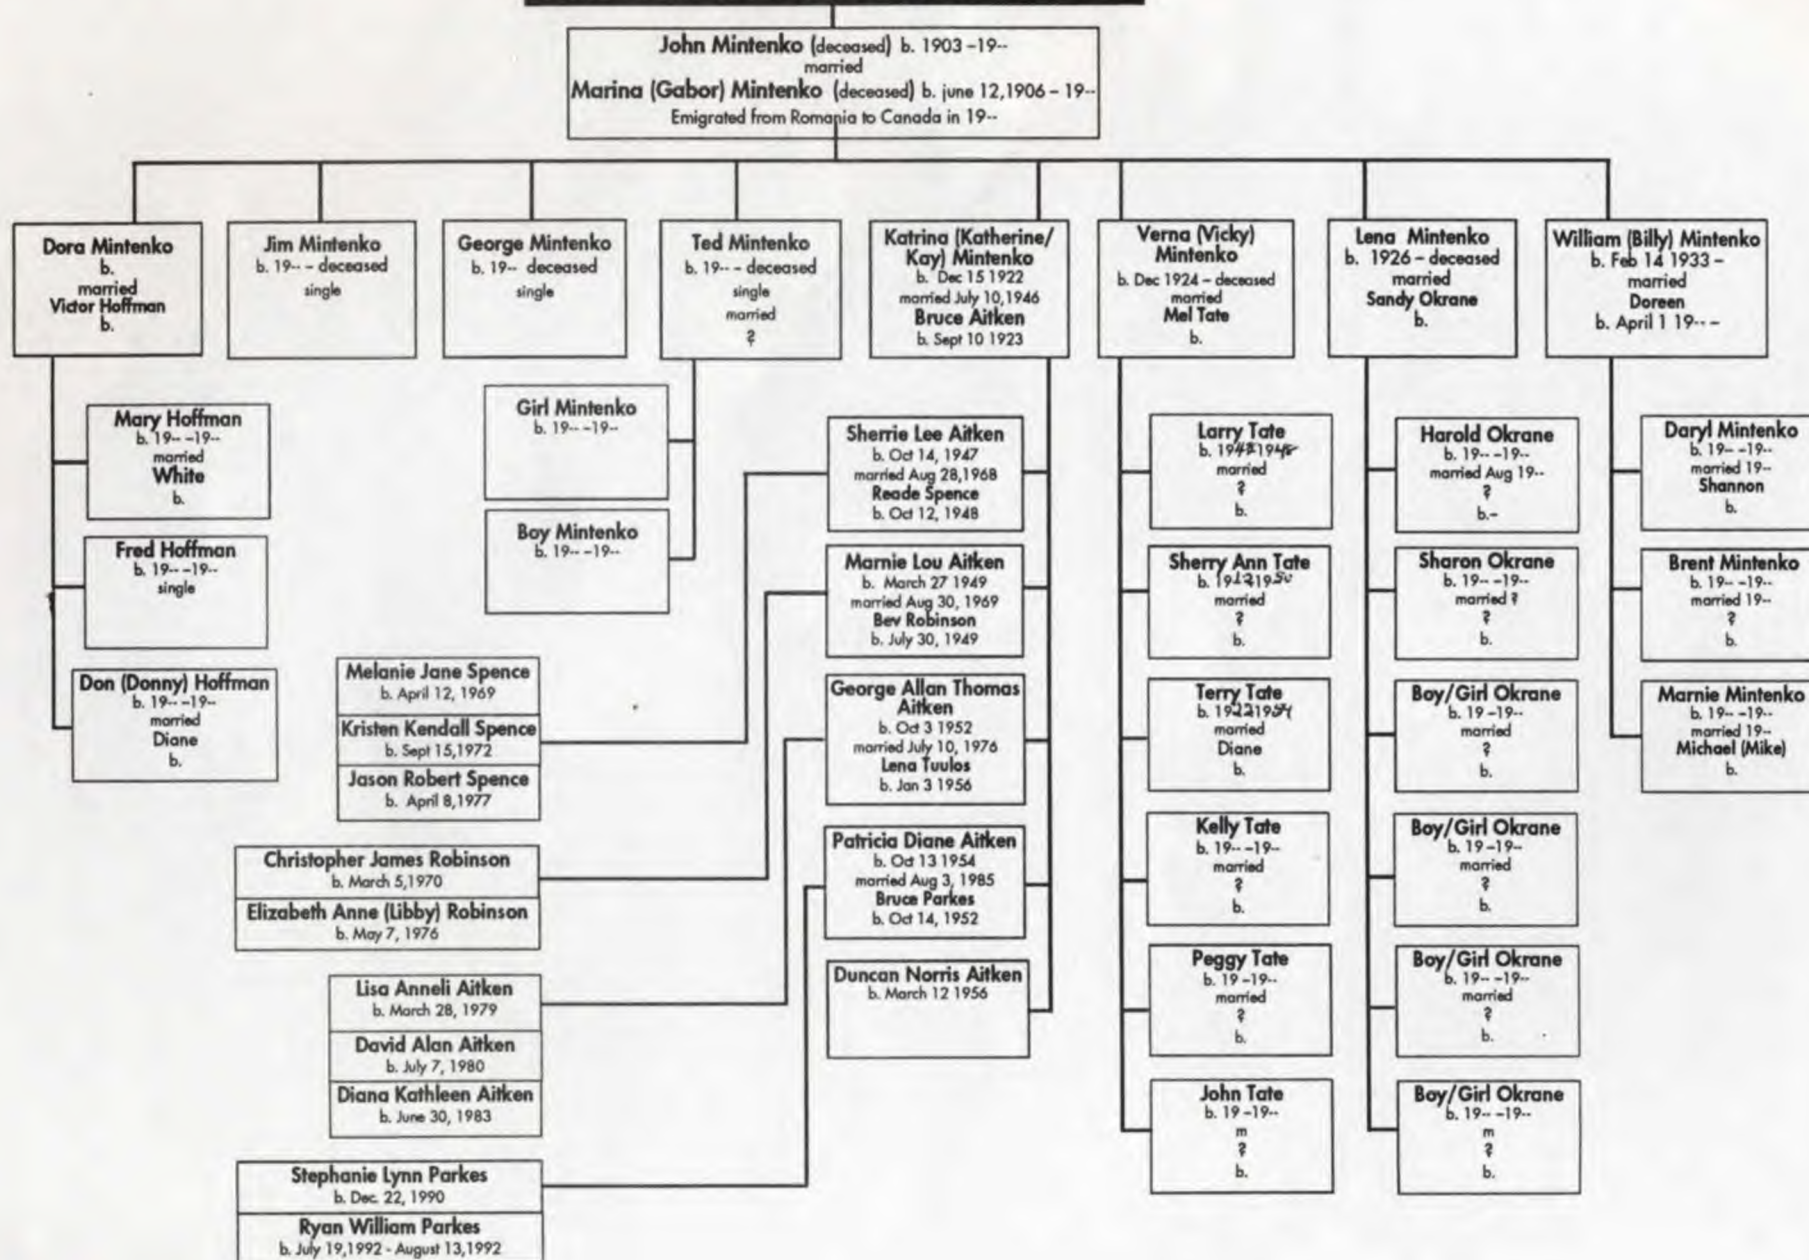 John Mintenko (deceased) b. 1903 -19--
married
Marina (Gabor) Mintenko (deceased) b. june 12,1906 - 19--
Emigrated from Romania to Canada in 19--
Dora Mintenko
b.
married
Victor Hoffman
b.
Jim Mintenko
b. 19-- - deceased
single
George Mintenko
b. 19-- deceased
single
Ted Mintenko
b. 19-- - deceased
single
married
?
Katrina (Katherine/
Kay) Mintenko
b. Dec 15 1922
married July 10,1946
Bruce Aitken
b. Sept 10 1923
Verna (Vicky)
Mintenko
b. Dec 1924 - deceased
married
Mel Tate
b.
Lena Mintenko
b. 1926 - deceased
married
Sandy Okrane
b.
William (Billy) Mintenko
b. Feb 14 1933 -
married
Doreen
b. April 1 19-- -
Mary Hoffman
b. 19-- -19--
married
White
b.
Fred Hoffman
b. 19-- -19--
single
Don (Donny) Hoffman
b. 19-- -19--
married
Diane
b.
Girl Mintenko
b. 19-- -19--
Boy Mintenko
b. 19-- -19--
Sherrie Lee Aitken
b. Oct 14, 1947
married Aug 28,1968
Reade Spence
b. Oct 12, 1948
Marnie Lou Aitken
b. March 27 1949
married Aug 30, 1969
Bev Robinson
b. July 30, 1949
George Allan Thomas
Aitken
b. Oct 3 1952
married July 10, 1976
Lena Tuulos
b. Jan 3 1956
Patricia Diane Aitken
b. Oct 13 1954
married Aug 3, 1985
Bruce Parkes
b. Oct 14, 1952
Duncan Norris Aitken
b. March 12 1956
Melanie Jane Spence
b. April 12, 1969
Kristen Kendall Spence
b. Sept 15,1972
Jason Robert Spence
b. April 8,1977
Christopher James Robinson
b. March 5,1970
Elizabeth Anne (Libby) Robinson
b. May 7, 1976
Lisa Anneli Aitken
b. March 28, 1979
David Alan Aitken
b. July 7, 1980
Diana Kathleen Aitken
b. June 30, 1983
Stephanie Lynn Parkes
b. Dec. 22, 1990
Ryan William Parkes
b. July 19,1992 - August 13,1992
Larry Tate
b.
married
?
b.
Sherry Ann Tate
b.
married
?
b.
Terry Tate
b.
married
Diane
b.
Kelly Tate
b. 19-- -19--
married
?
b.
Peggy Tate
b. 19 -19--
married
?
b.
John Tate
b. 19 -19--
m
?
b.
Harold Okrane
b. 19-- -19--
married Aug 19--
?
b.-
Sharon Okrane
b. 19-- -19--
married ?
?
b.
Boy/Girl Okrane
b. 19 -19--
married
?
b.
Boy/Girl Okrane
b. 19 -19--
married
?
b.
Boy/Girl Okrane
b. 19-- -19--
married
?
b.
Boy/Girl Okrane
b. 19-- -19--
m
?
b.
Daryl Mintenko
b. 19-- -19--
married 19--
Shannon
b.
Brent Mintenko
b. 19-- -19--
married 19--
?
b.
Marnie Mintenko
b. 19-- -19--
married 19--
Michael (Mike)
b.